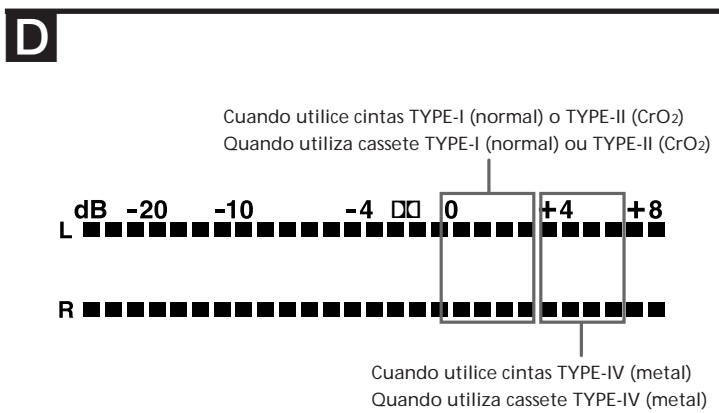 D
Cuando utilice cintas TYPE-I (normal) o TYPE-II (CrO2)
Quando utiliza cassete TYPE-I (normal) ou TYPE-II (CrO2)
dB -20 -10 -4 0 +4 +8
L
R
Cuando utilice cintas TYPE-IV (metal)
Quando utiliza cassete TYPE-IV (metal)